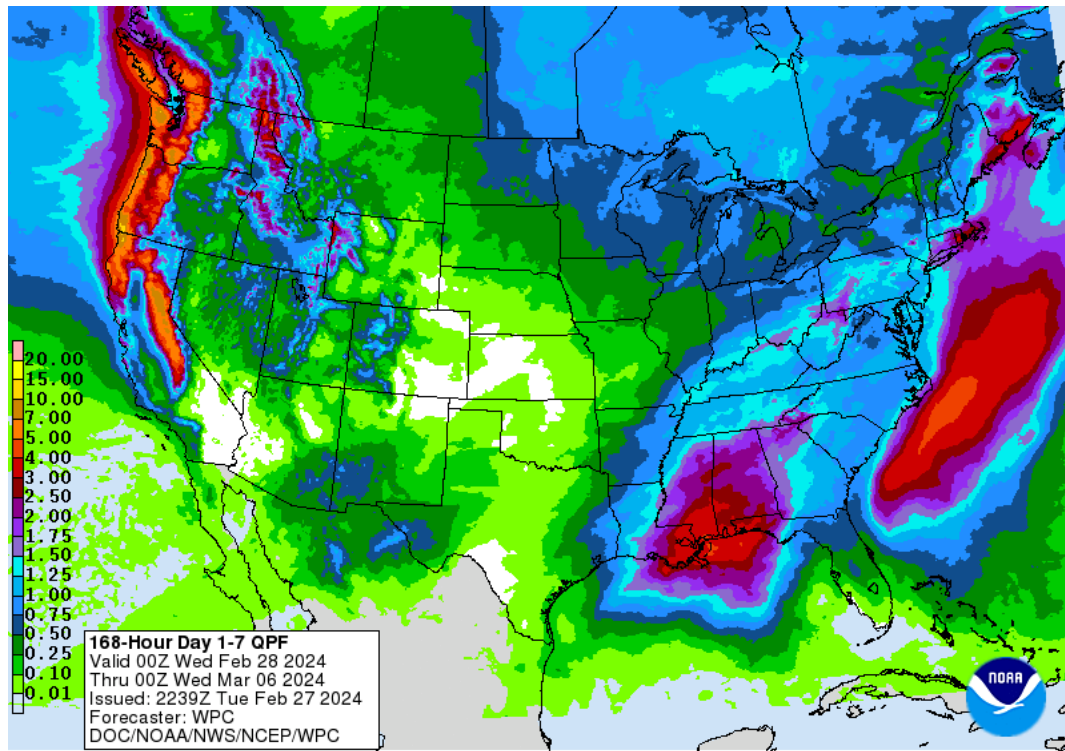 20.00
15.00
10.00
7.00
5.00
4.00
3.00
2.50
2.00
1.75
1.50
1.25
1.00
0.75
0.50
0.25
0.10
0.01
168-Hour Day 1-7 QPF
Valid 00Z Wed Feb 28 2024
Thru 00Z Wed Mar 06 2024
Issued: 2239Z Tue Feb 27 2024
Forecaster: WPC
DOC/NOAA/NWS/NCEP/WPC
NOAA